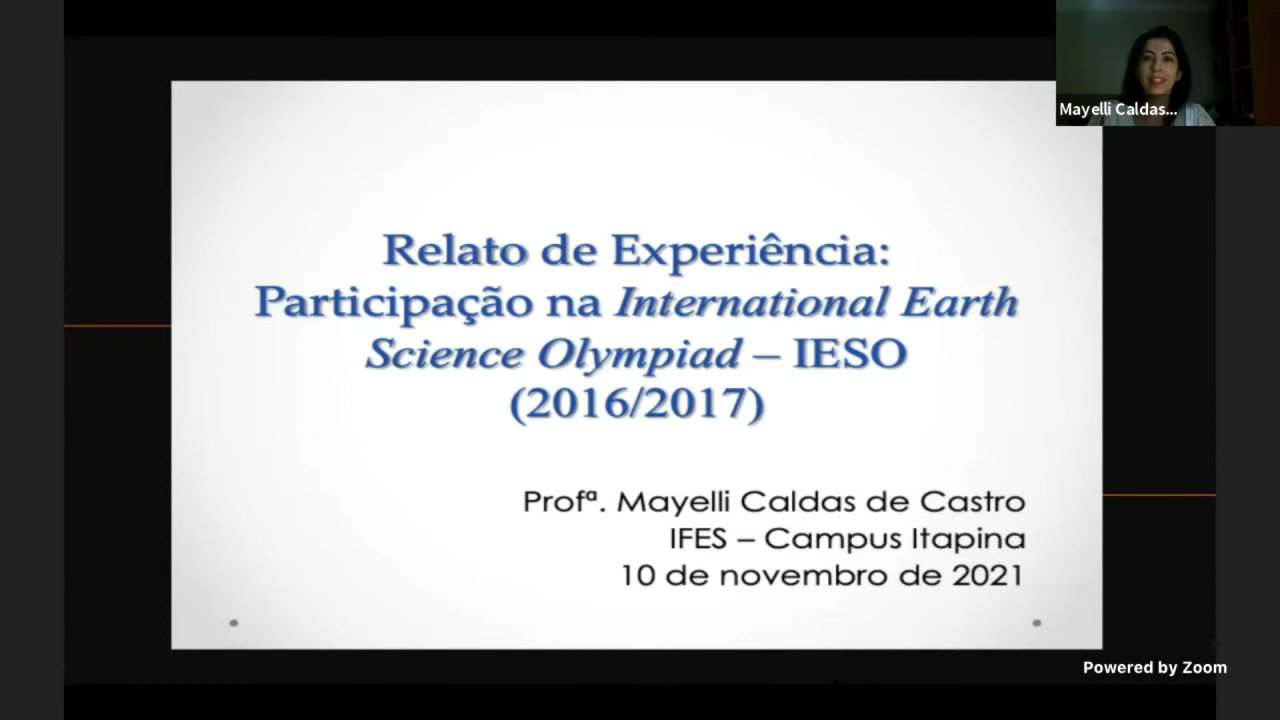 Mayelli Caldas...
Relato de Experiência:
Participação na International Earth
Science Olympiad – IESO
(2016/2017)
Profª. Mayelli Caldas de Castro
IFES – Campus Itapina
10 de novembro de 2021
Powered by Zoom